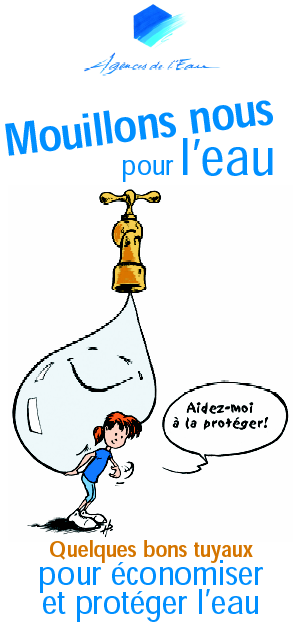 Agences de l'Eau
Mouillons nous
pour l'eau
Aidez-moi
à la protéger!
Quelques bons tuyaux
pour économiser
et protéger l'eau